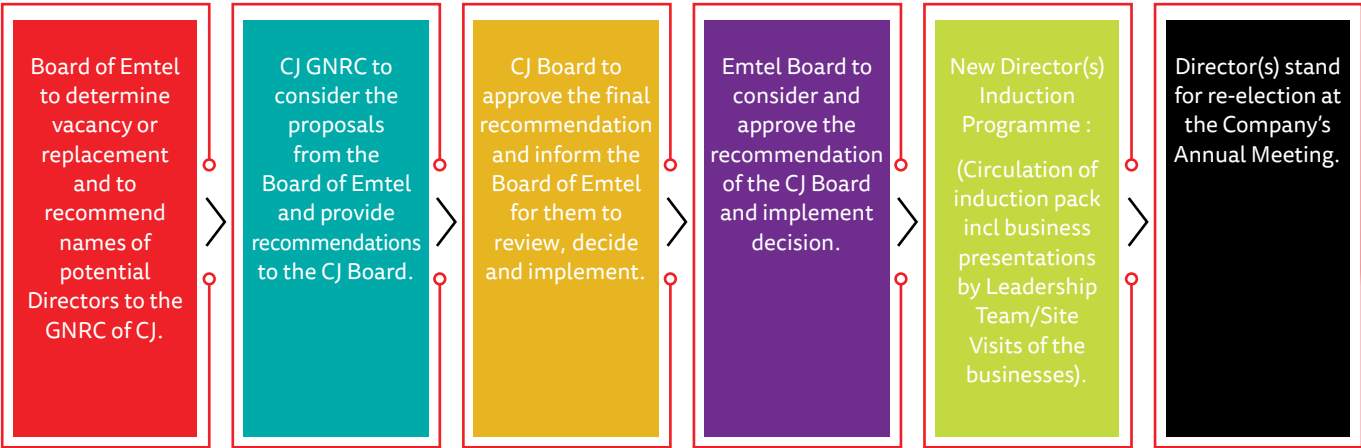 Board of Emtel
to determine
vacancy or
replacement
and to
recommend
names of
potential
Directors to the
GNRC of CJ.
CJ GNRC to
consider the
proposals
from the
Board of Emtel
and provide
recommendations
to the CJ Board.
CJ Board to
approve the final
recommendation
and inform the
Board of Emtel
for them to
review, decide
and implement.
Emtel Board to
consider and
approve the
recommendation
of the CJ Board
and implement
decision.
New Director(s)
Induction
Programme :
(Circulation of
induction pack
incl business
presentations
by Leadership
Team/Site
Visits of the
businesses).
Director(s) stand
for re-election at
the Company's
Annual Meeting.